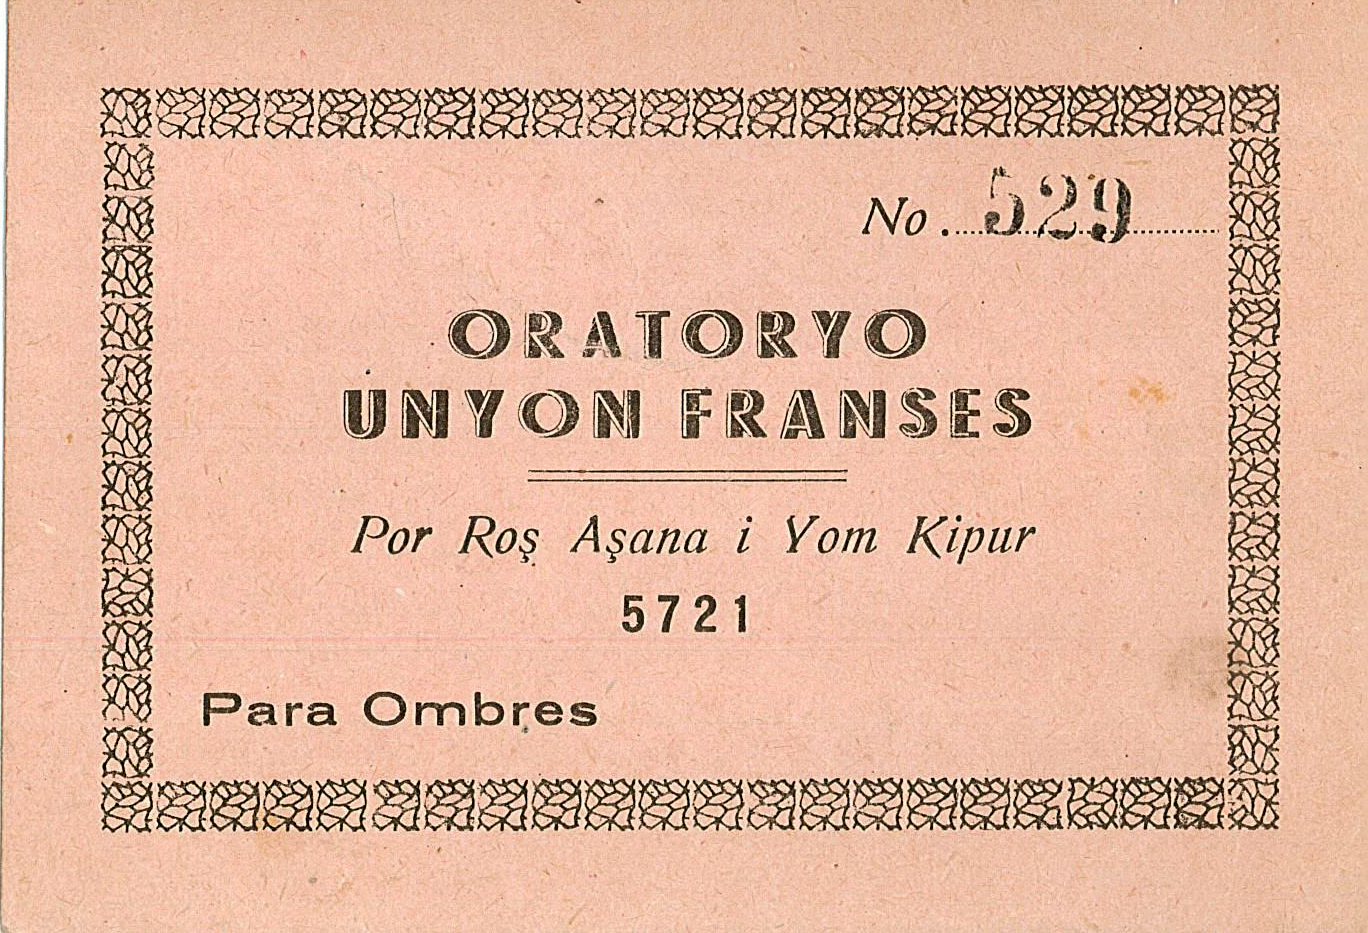 No. 529
ORATORYO
UNYON FRANSES
Por Roş Aşana i Yom Kipur
5721
Para Ombres